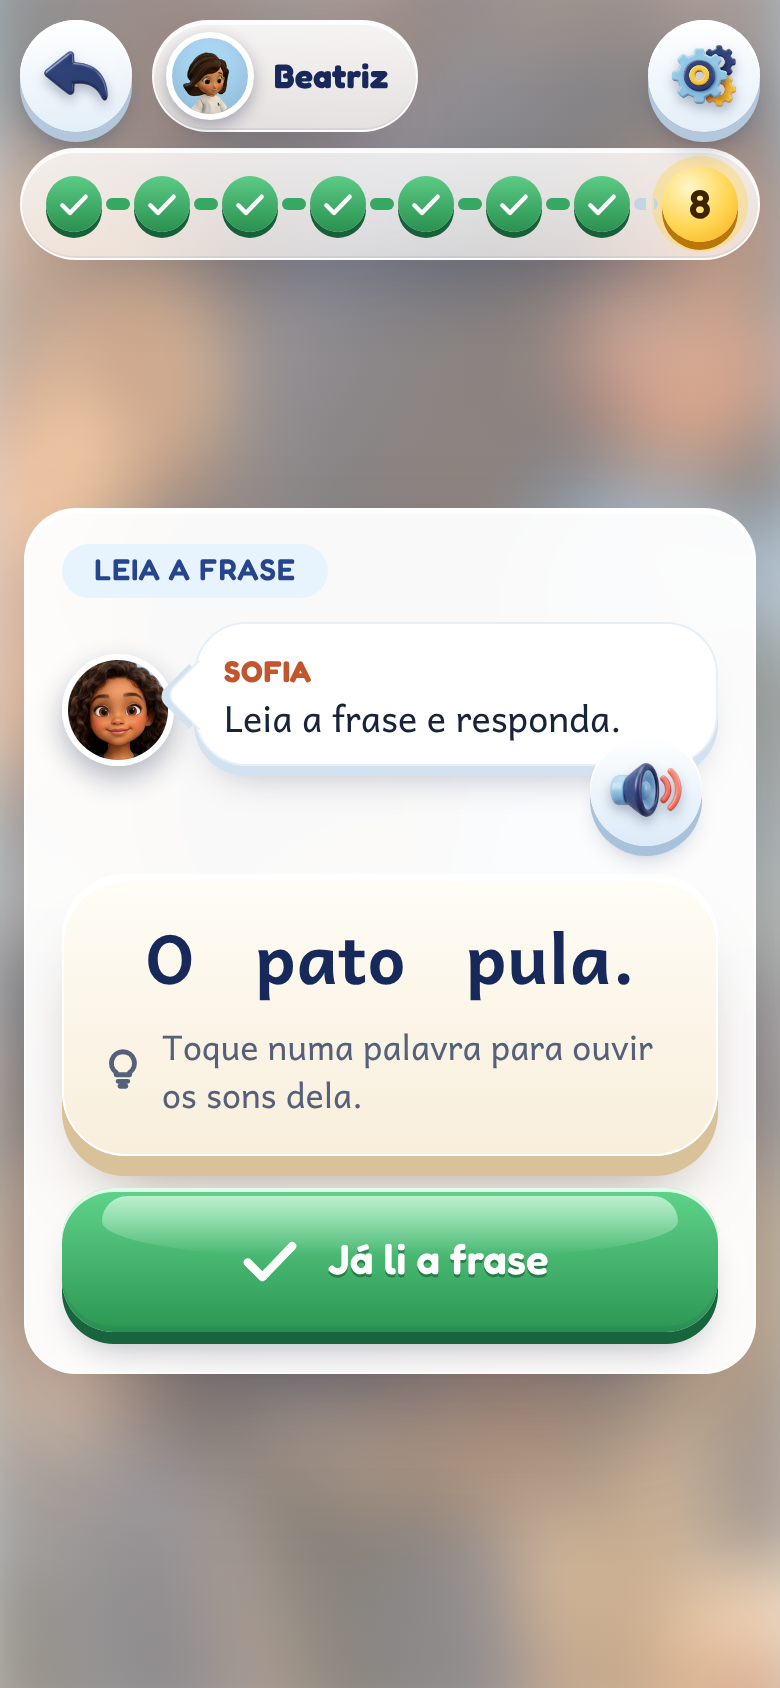 Beatriz
8
LEIA A FRASE
SOFIA
Leia a frase e responda.
O pato pula.
Toque numa palavra para ouvir
os sons dela.
Já li a frase